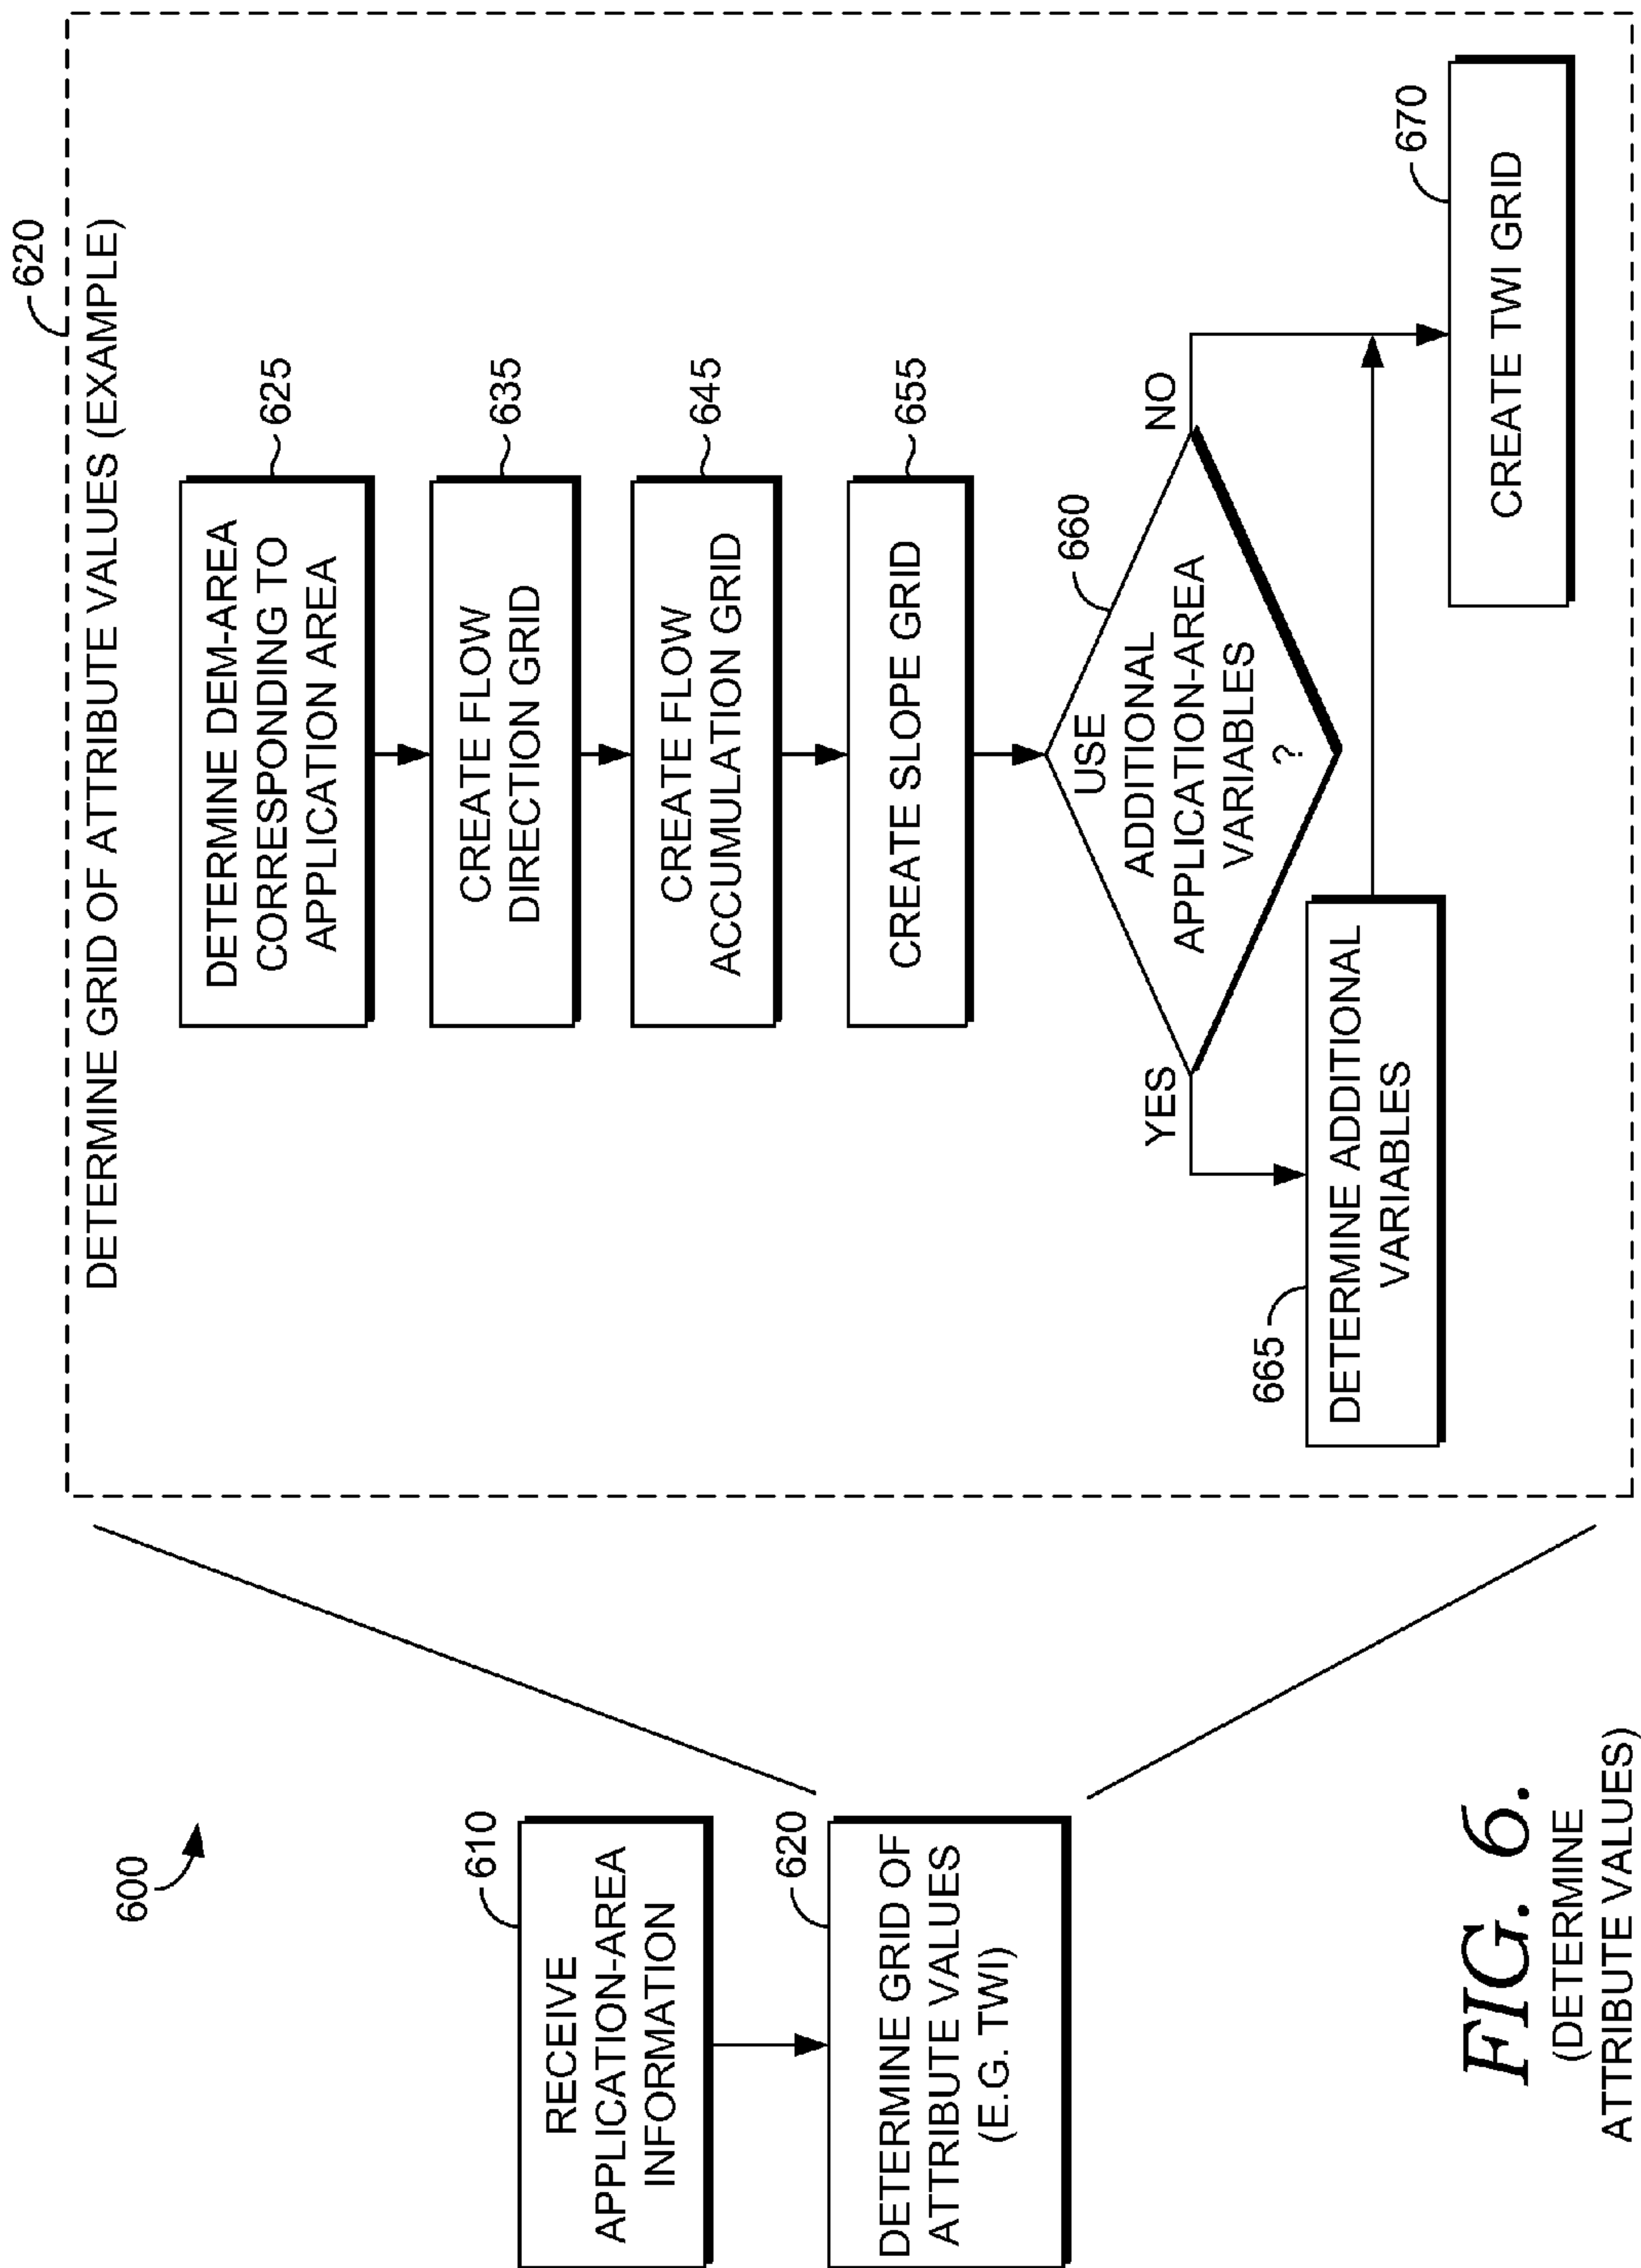 600
610
RECEIVE
APPLICATION-AREA
INFORMATION
620
DETERMINE GRID OF
ATTRIBUTE VALUES
(E.G. TWI)
620
DETERMINE GRID OF ATTRIBUTE VALUES (EXAMPLE)
625
DETERMINE DEM-AREA
CORRESPONDING TO
APPLICATION AREA
635
CREATE FLOW
DIRECTION GRID
645
CREATE FLOW
ACCUMULATION GRID
655
CREATE SLOPE GRID
660
USE
ADDITIONAL
APPLICATION-AREA
VARIABLES
?
YES
NO
665
DETERMINE ADDITIONAL
VARIABLES
670
CREATE TWI GRID
FIG. 6.
(DETERMINE
ATTRIBUTE VALUES)